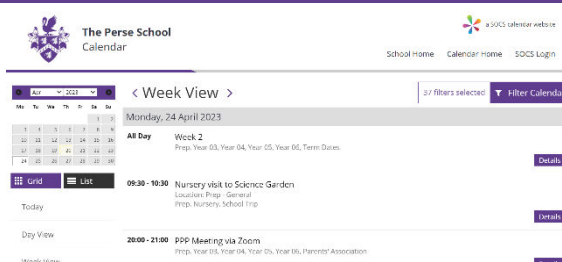 The Perse School
Calendar
a SOCS calendar website
School Home Calendar Home SOCS Login
Apr 2023
Mo Tu We Th Fr Sa Su
1 2
3 4 5 6 7 8 9
10 11 12 13 14 15 16
17 18 19 20 21 22 23
24 25 26 27 28 29 30
Grid List
Today
Day View
Week View
< Week View >
37 filters selected Filter Calenda
Monday, 24 April 2023
All Day Week 2
Prep, Year 03, Year 04, Year 05, Year 06, Term Dates
Details
09:30 - 10:30 Nursery visit to Science Garden
Location: Prep - General
Prep, Nursery, School Trip
Details
20:00 - 21:00 PPP Meeting via Zoom
Prep, Year 03, Year 04, Year 05, Year 06, Parents' Association